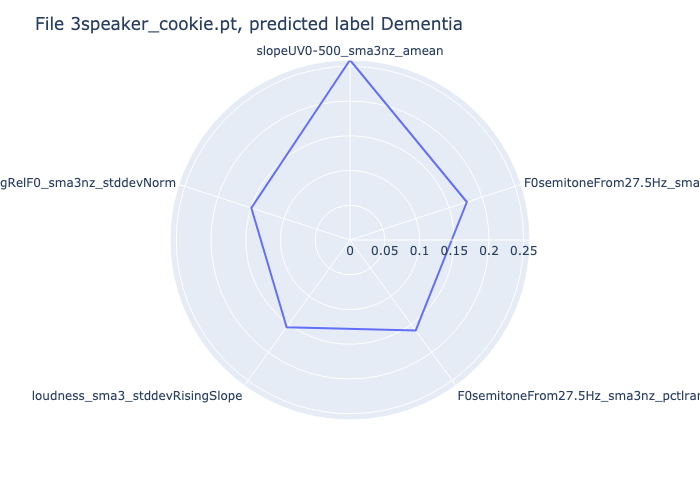 File 3speaker_cookie.pt, predicted label Dementia
slopeUV0-500_sma3nz_amean
gRelF0_sma3nz_stddevNorm
F0semitoneFrom27.5Hz_sma
0 0.05 0.1 0.15 0.2 0.25
loudness_sma3_stddevRisingSlope
F0semitoneFrom27.5Hz_sma3nz_pctlran